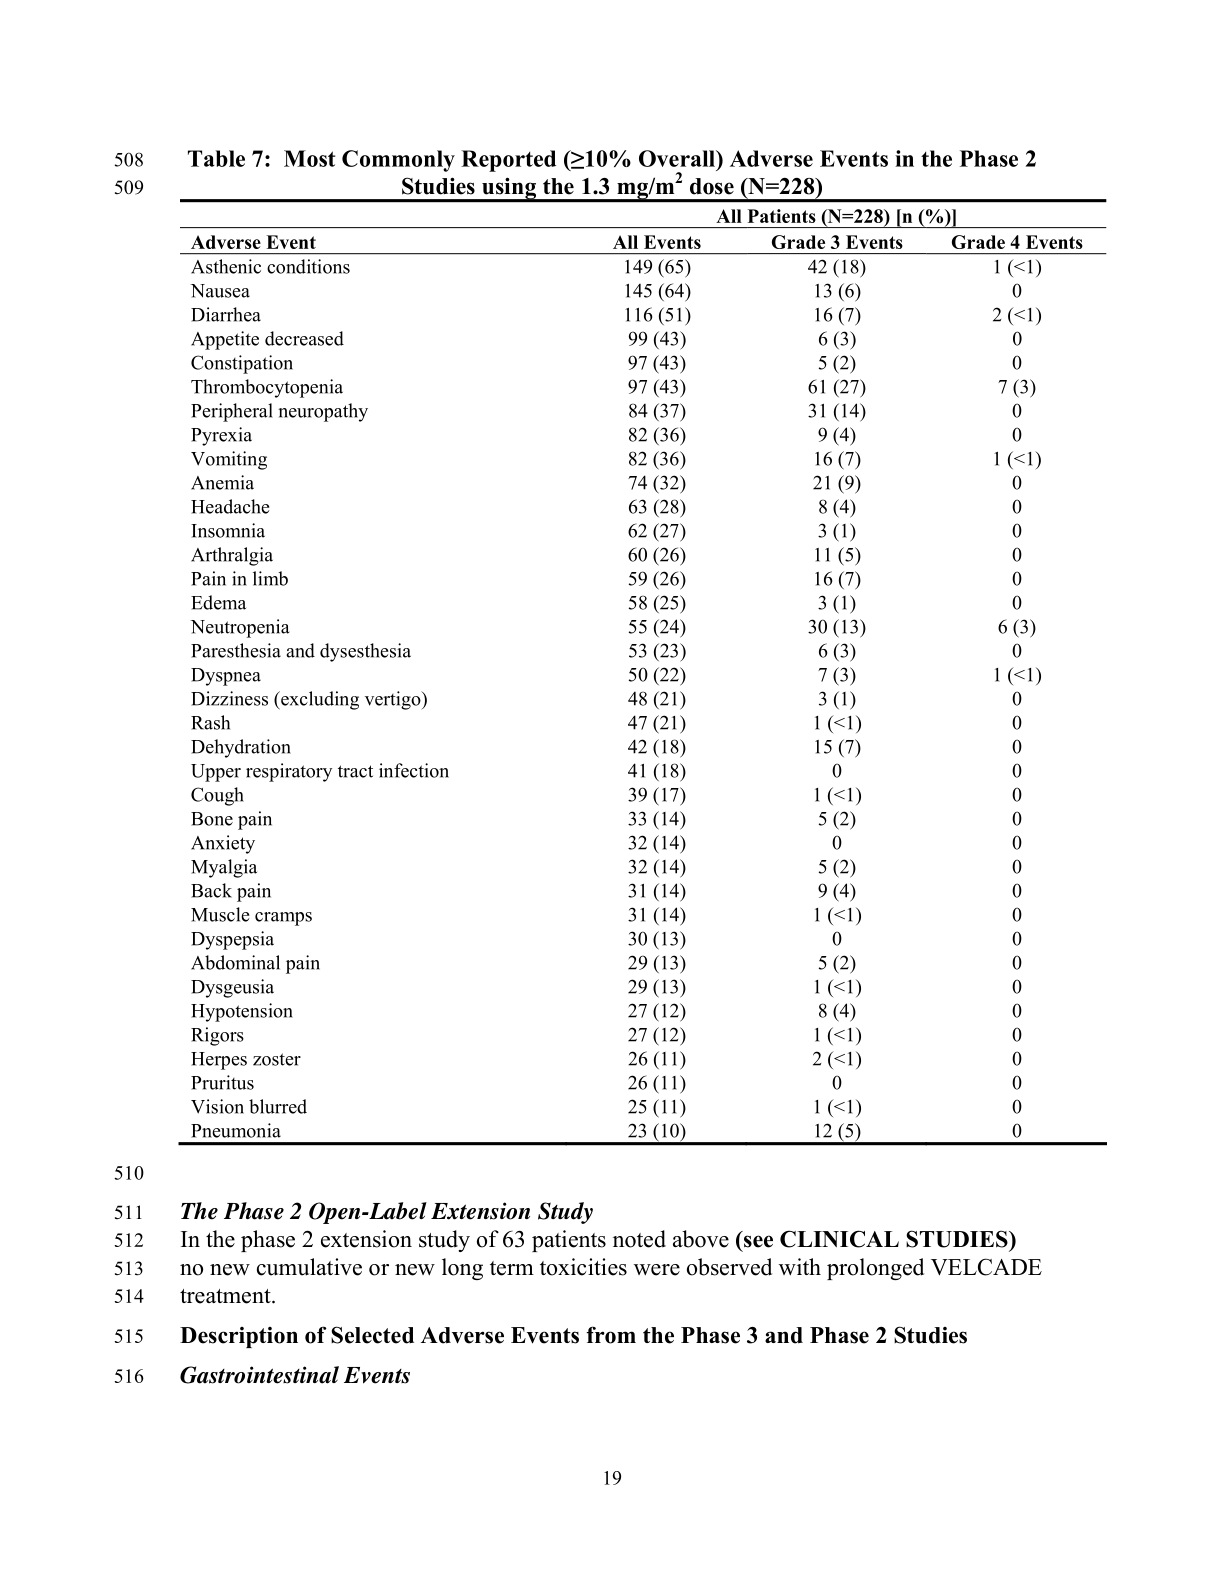 508 Table 7: Most Commonly Reported (≥10% Overall) Adverse Events in the Phase 2
509 Studies using the 1.3 mg/m² dose (N=228)
All Patients (N=228) [n (%)]
Adverse Event All Events Grade 3 Events Grade 4 Events
Asthenic conditions 149 (65) 42 (18) 1 (<1)
Nausea 145 (64) 13 (6) 0
Diarrhea 116 (51) 16 (7) 2 (<1)
Appetite decreased 99 (43) 6 (3) 0
Constipation 97 (43) 5 (2) 0
Thrombocytopenia 97 (43) 61 (27) 7 (3)
Peripheral neuropathy 84 (37) 31 (14) 0
Pyrexia 82 (36) 9 (4) 0
Vomiting 82 (36) 16 (7) 1 (<1)
Anemia 74 (32) 21 (9) 0
Headache 63 (28) 8 (4) 0
Insomnia 62 (27) 3 (1) 0
Arthralgia 60 (26) 11 (5) 0
Pain in limb 59 (26) 16 (7) 0
Edema 58 (25) 3 (1) 0
Neutropenia 55 (24) 30 (13) 6 (3)
Paresthesia and dysesthesia 53 (23) 6 (3) 0
Dyspnea 50 (22) 7 (3) 1 (<1)
Dizziness (excluding vertigo) 48 (21) 3 (1) 0
Rash 47 (21) 1 (<1) 0
Dehydration 42 (18) 15 (7) 0
Upper respiratory tract infection 41 (18) 0 0
Cough 39 (17) 1 (<1) 0
Bone pain 33 (14) 5 (2) 0
Anxiety 32 (14) 0 0
Myalgia 32 (14) 5 (2) 0
Back pain 31 (14) 9 (4) 0
Muscle cramps 31 (14) 1 (<1) 0
Dyspepsia 30 (13) 0 0
Abdominal pain 29 (13) 5 (2) 0
Dysgeusia 29 (13) 1 (<1) 0
Hypotension 27 (12) 8 (4) 0
Rigors 27 (12) 1 (<1) 0
Herpes zoster 26 (11) 2 (<1) 0
Pruritus 26 (11) 0 0
Vision blurred 25 (11) 1 (<1) 0
Pneumonia 23 (10) 12 (5) 0
510
511 The Phase 2 Open-Label Extension Study
512 In the phase 2 extension study of 63 patients noted above (see CLINICAL STUDIES)
513 no new cumulative or new long term toxicities were observed with prolonged VELCADE
514 treatment.
515 Description of Selected Adverse Events from the Phase 3 and Phase 2 Studies
516 Gastrointestinal Events
19